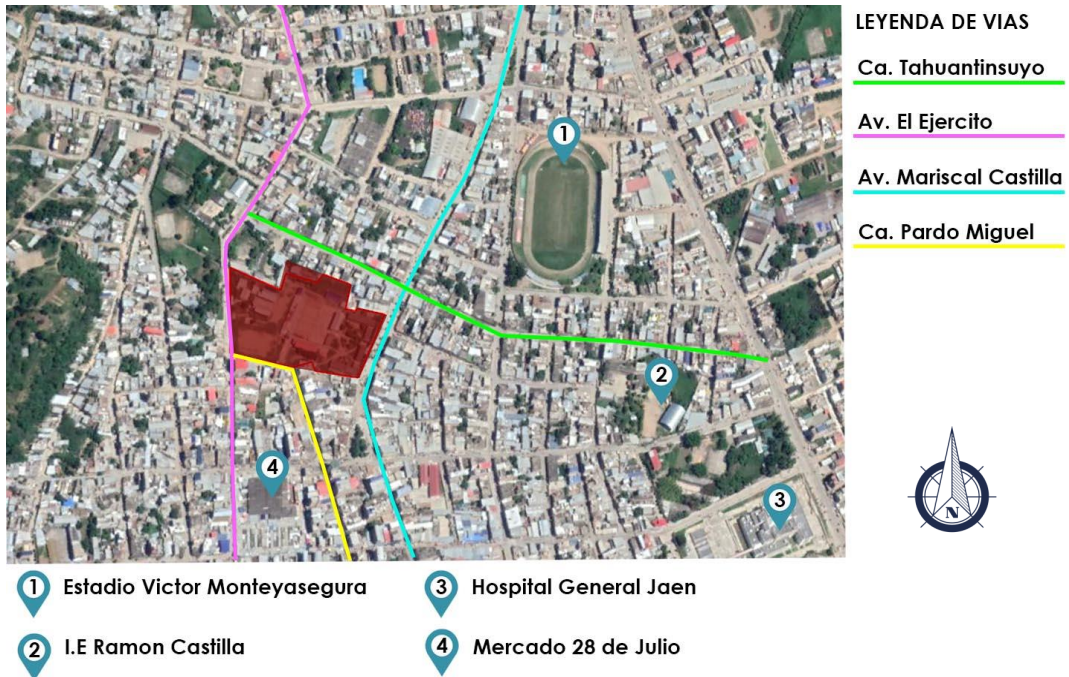 LEYENDA DE VIAS
Ca. Tahuantinsuyo
Av. El Ejercito
Av. Mariscal Castilla
Ca. Pardo Miguel
1
2
3
4
N
1 Estadio Victor Monteyasegura
2 I.E Ramon Castilla
3 Hospital General Jaen
4 Mercado 28 de Julio